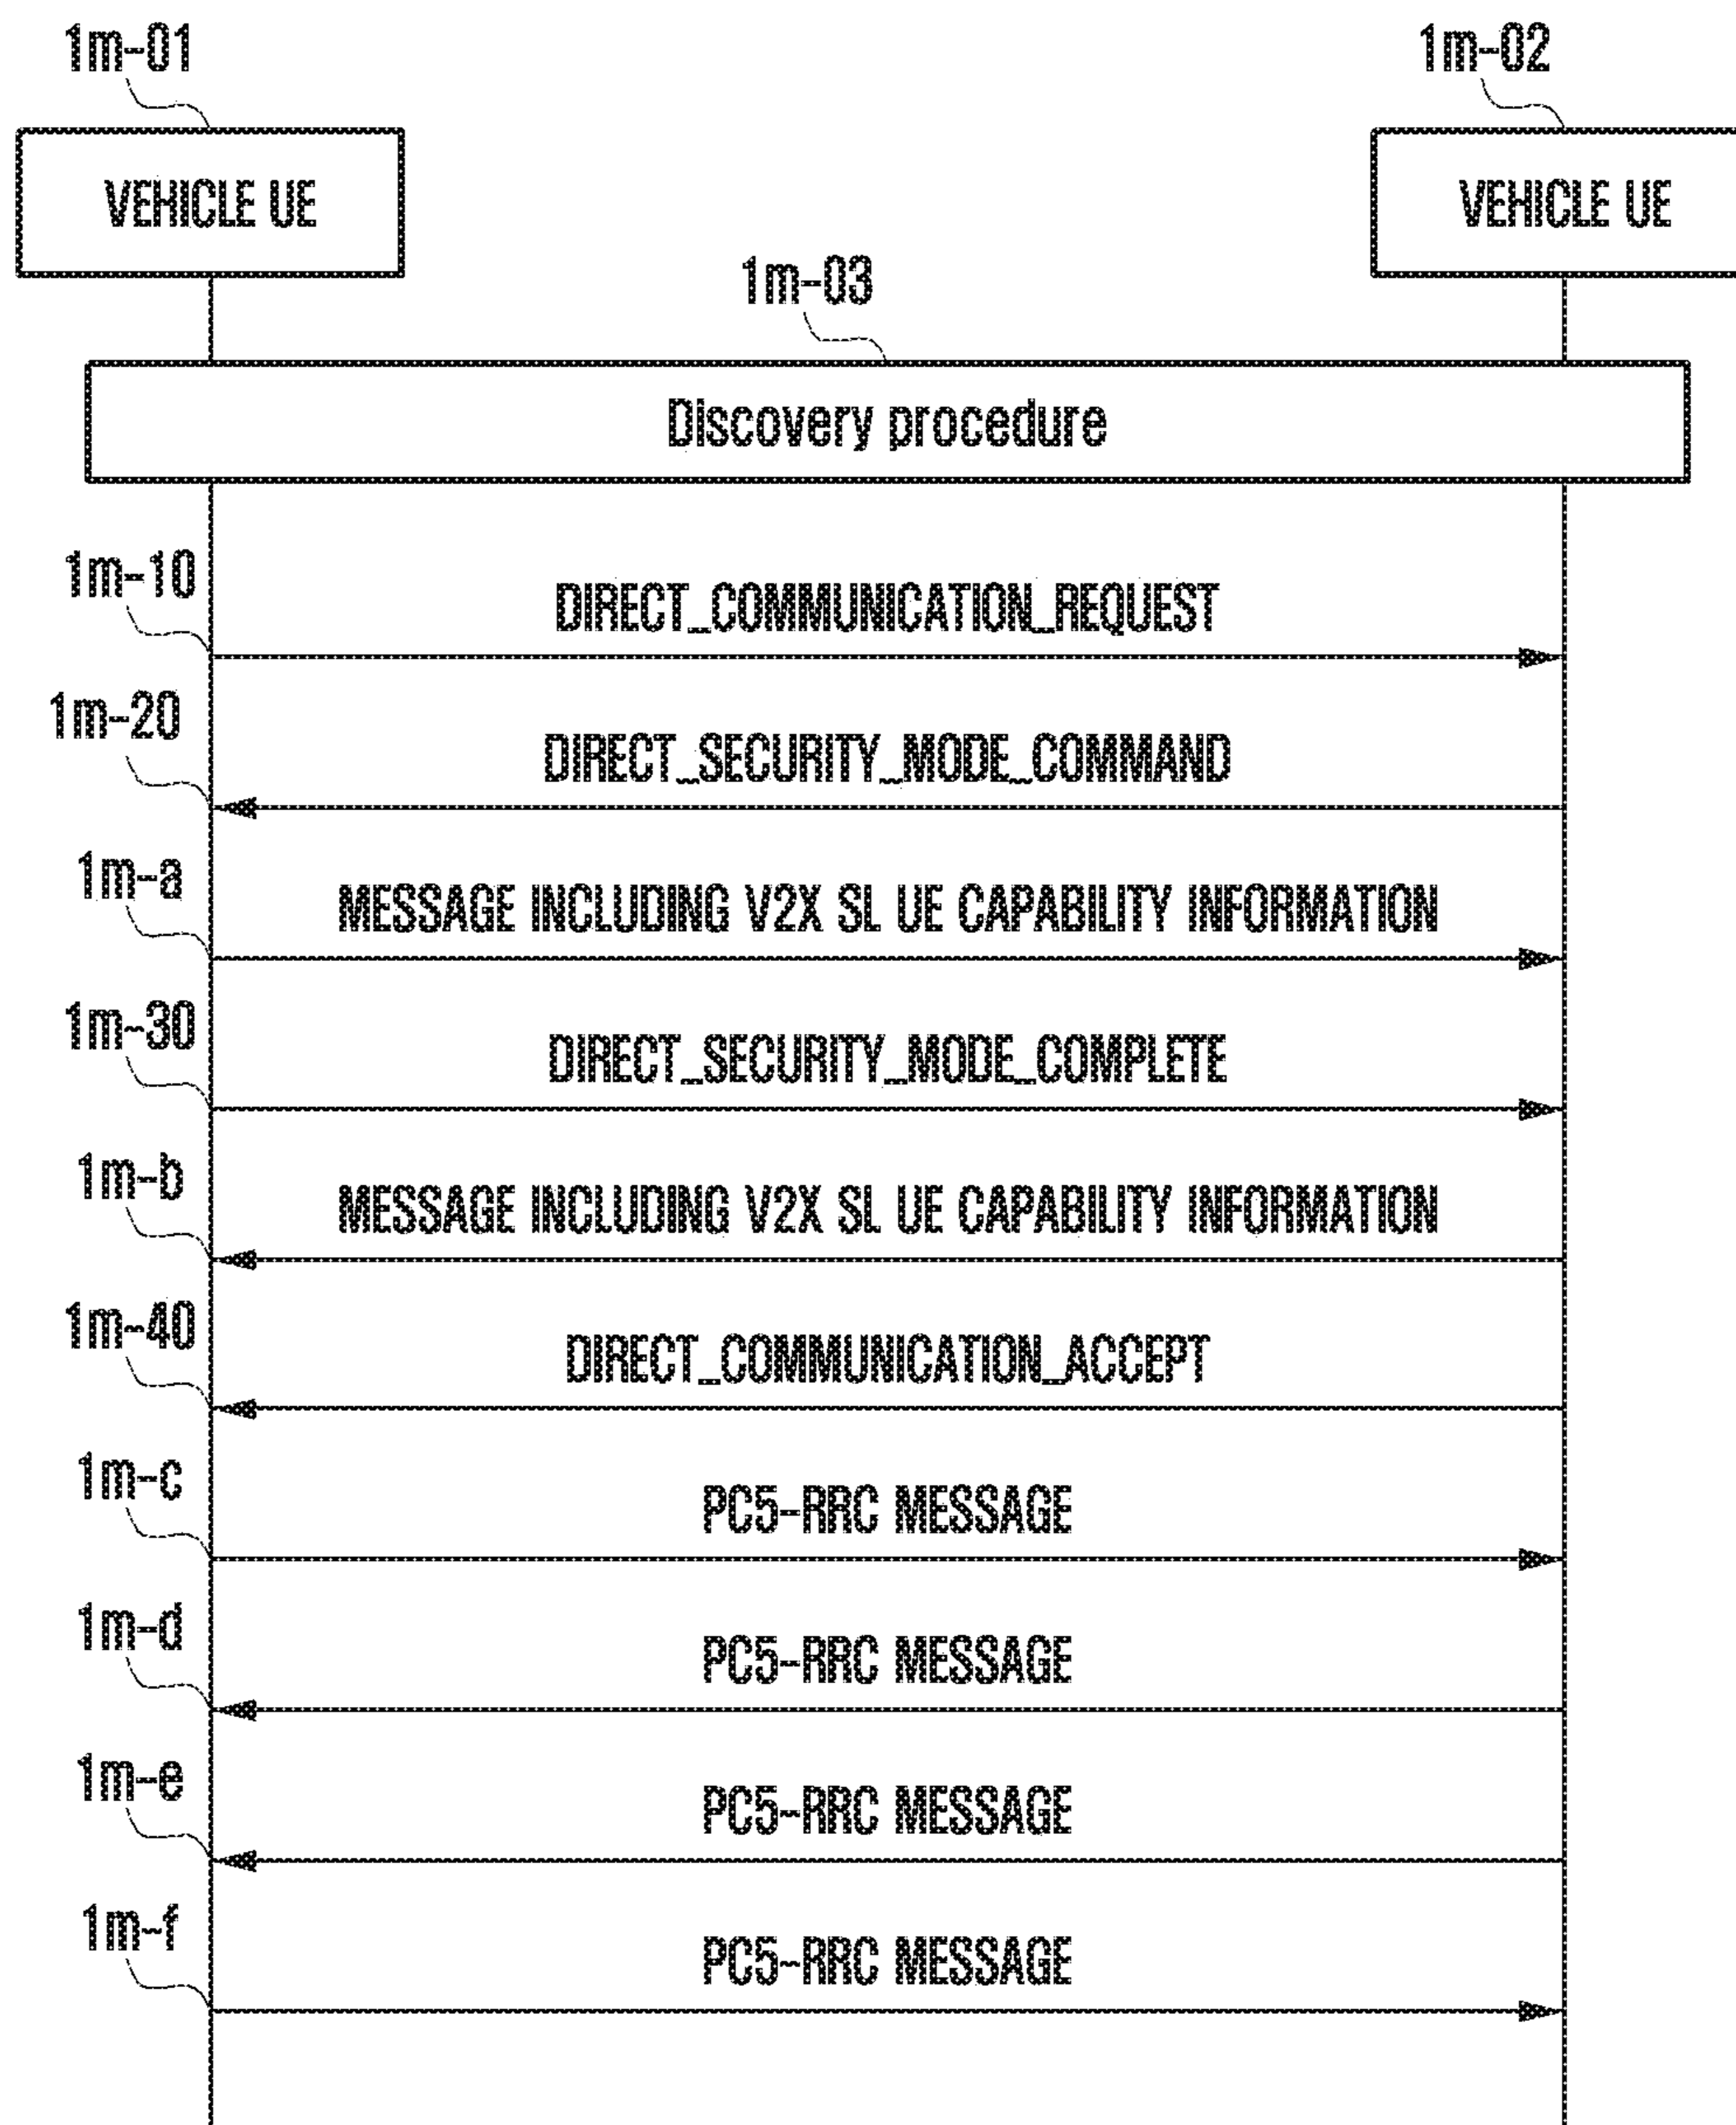 1m-01
1m-02
VEHICLE UE
VEHICLE UE
1m-03
Discovery procedure
1m-10
DIRECT_COMMUNICATION_REQUEST
1m-20
DIRECT_SECURITY_MODE_COMMAND
1m-a
MESSAGE INCLUDING V2X SL UE CAPABILITY INFORMATION
1m-30
DIRECT_SECURITY_MODE_COMPLETE
1m-b
MESSAGE INCLUDING V2X SL UE CAPABILITY INFORMATION
1m-40
DIRECT_COMMUNICATION_ACCEPT
1m-c
PC5-RRC MESSAGE
1m-d
PC5-RRC MESSAGE
1m-e
PC5-RRC MESSAGE
1m-f
PC5-RRC MESSAGE